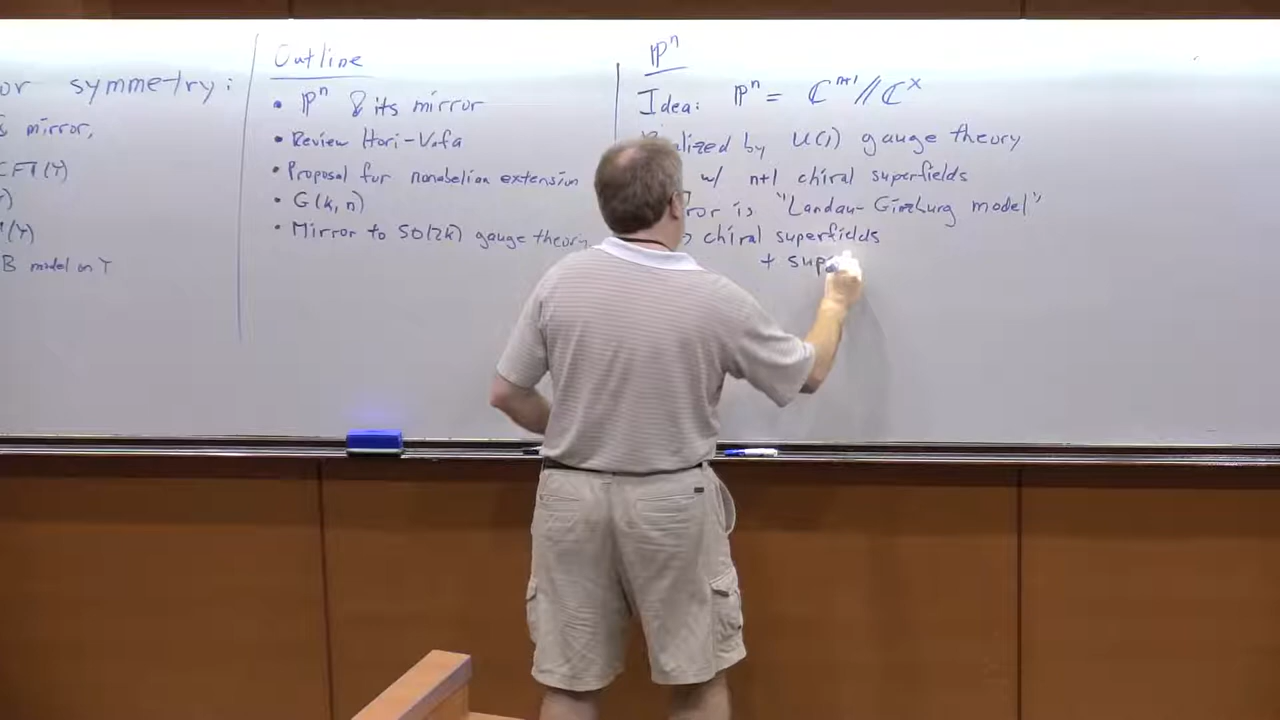 or symmetry:
mirror,
CFT(Y)
(Y)
B model on Y
Outline
• ℙⁿ & its mirror
• Review Hori-Vafa
• Proposal for nonabelian extension
• G(k, n)
• Mirror to SO(2k) gauge theory
ℙⁿ
Idea: ℙⁿ = ℂⁿ⁺¹//ℂˣ
alized by U(1) gauge theory
w/ n+1 chiral superfields
ror is "Landau-Ginzburg model"
chiral superfields
+ sup